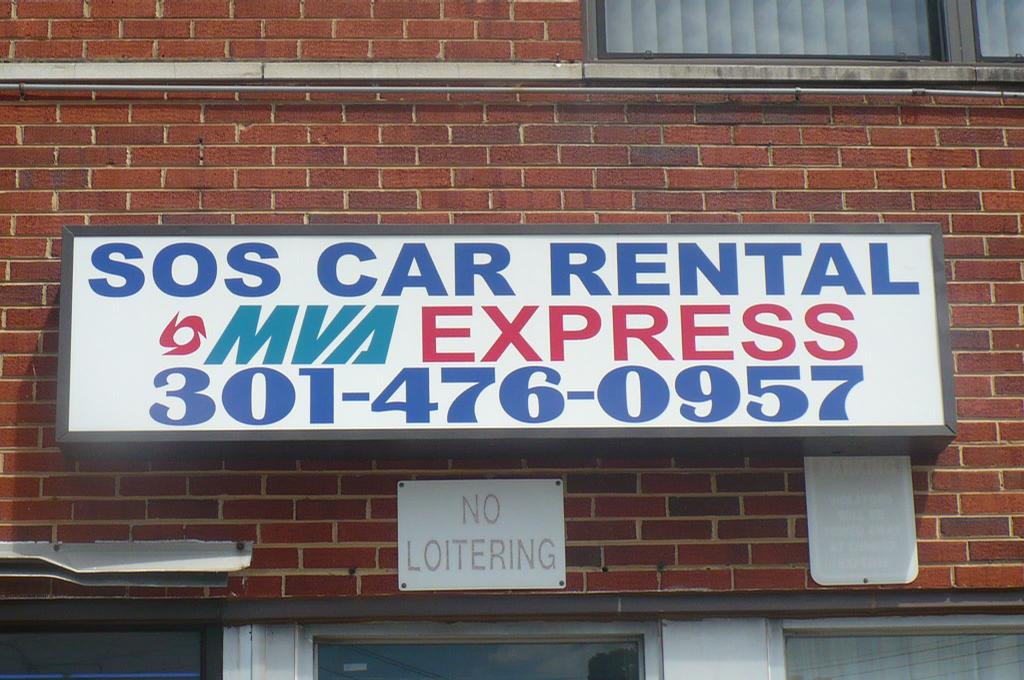 SOS CAR RENTAL
MVA EXPRESS
301-476-0957
NO
LOITERING